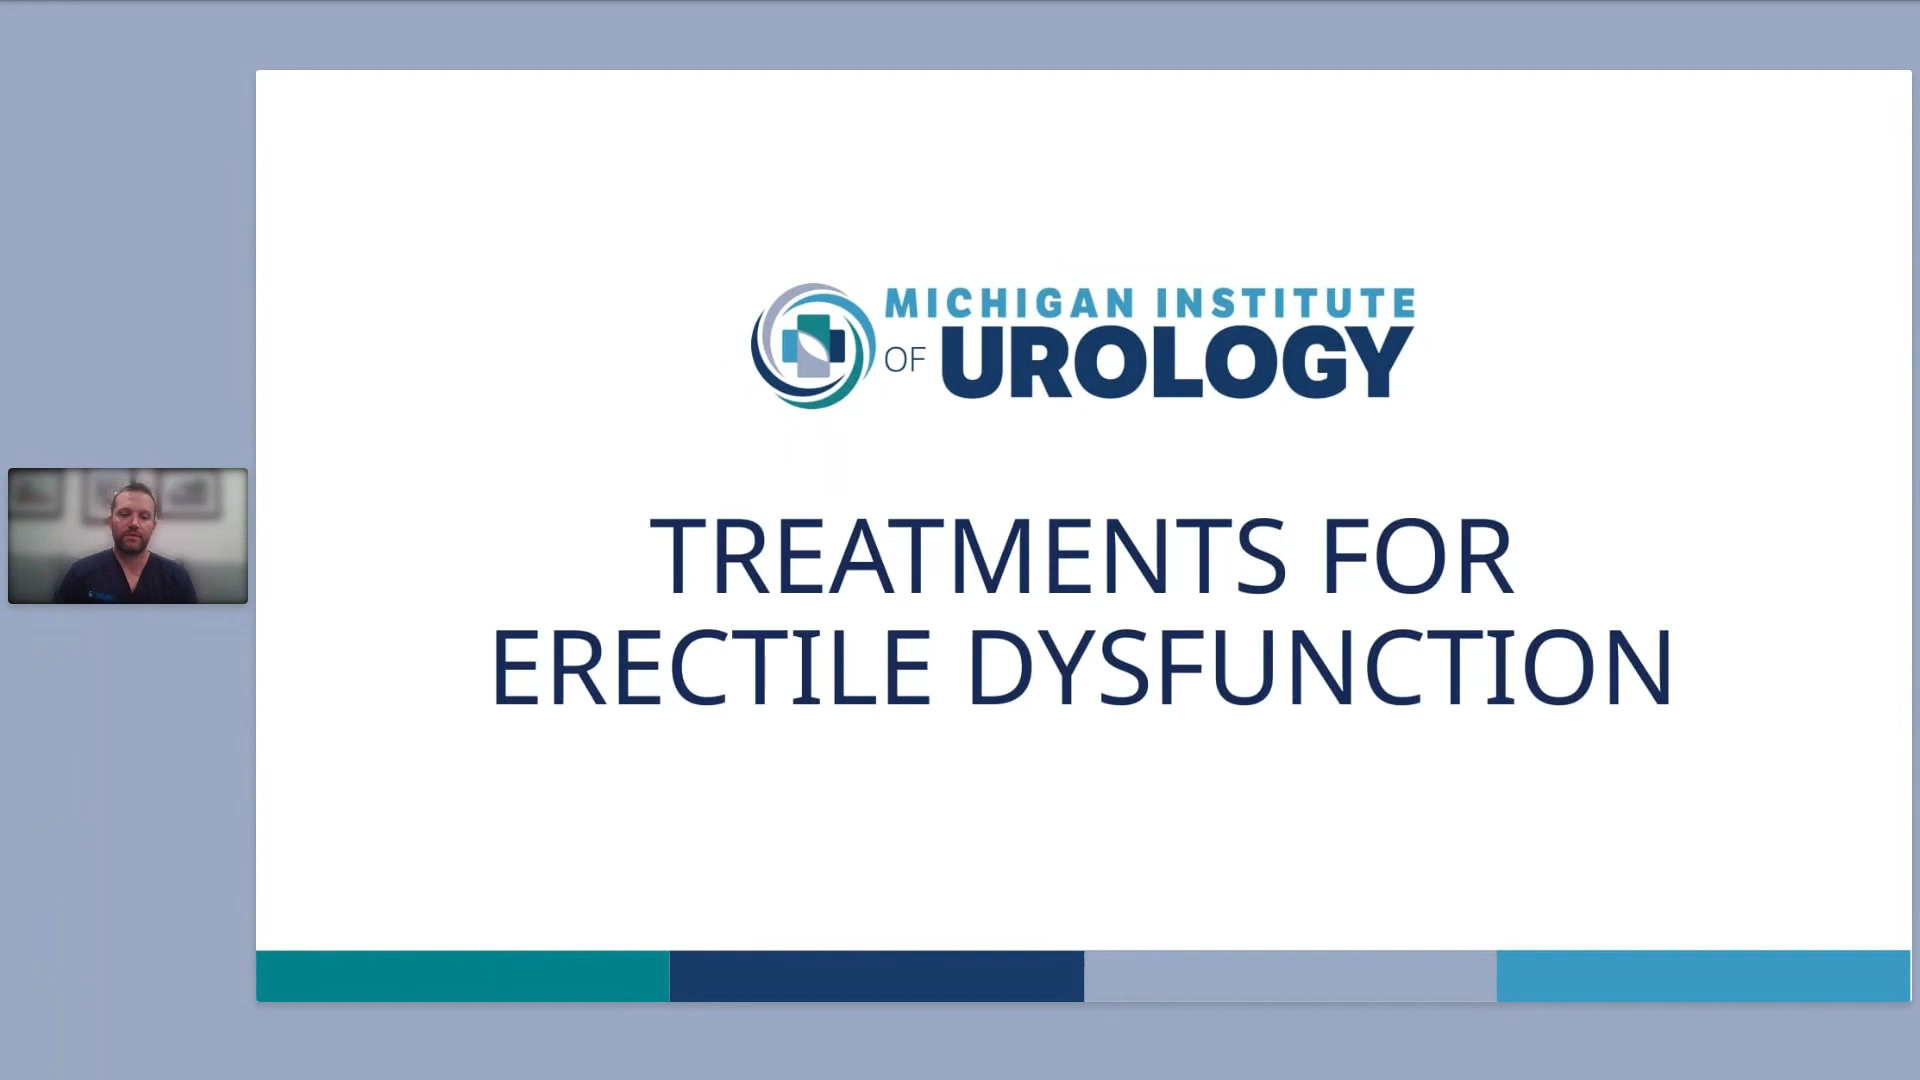 MICHIGAN INSTITUTE
OF UROLOGY
TREATMENTS FOR
ERECTILE DYSFUNCTION